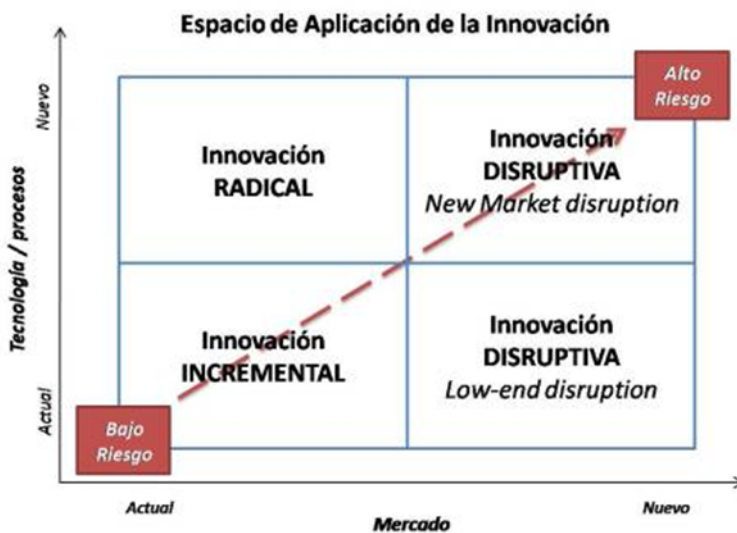 Espacio de Aplicación de la Innovación
Alto
Riesgo
Nuevo
Innovación
RADICAL
Innovación
DISRUPTIVA
New Market disruption
Tecnología / procesos
Innovación
INCREMENTAL
Innovación
DISRUPTIVA
Low-end disruption
Actual
Bajo
Riesgo
Actual
Nuevo
Mercado